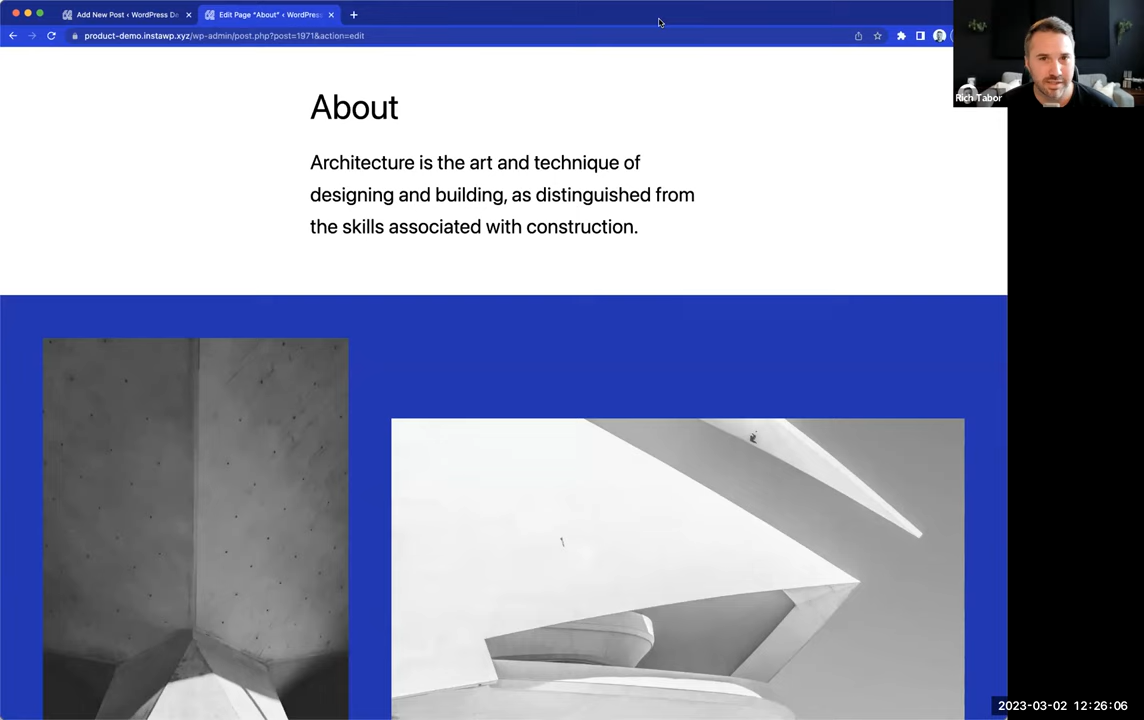 Add New Post ‹ WordPress De
Edit Page "About" ‹ WordPress
product-demo.instawp.xyz/wp-admin/post.php?post=1971&action=edit
Rich Tabor
About
Architecture is the art and technique of
designing and building, as distinguished from
the skills associated with construction.
2023-03-02 12:26:06